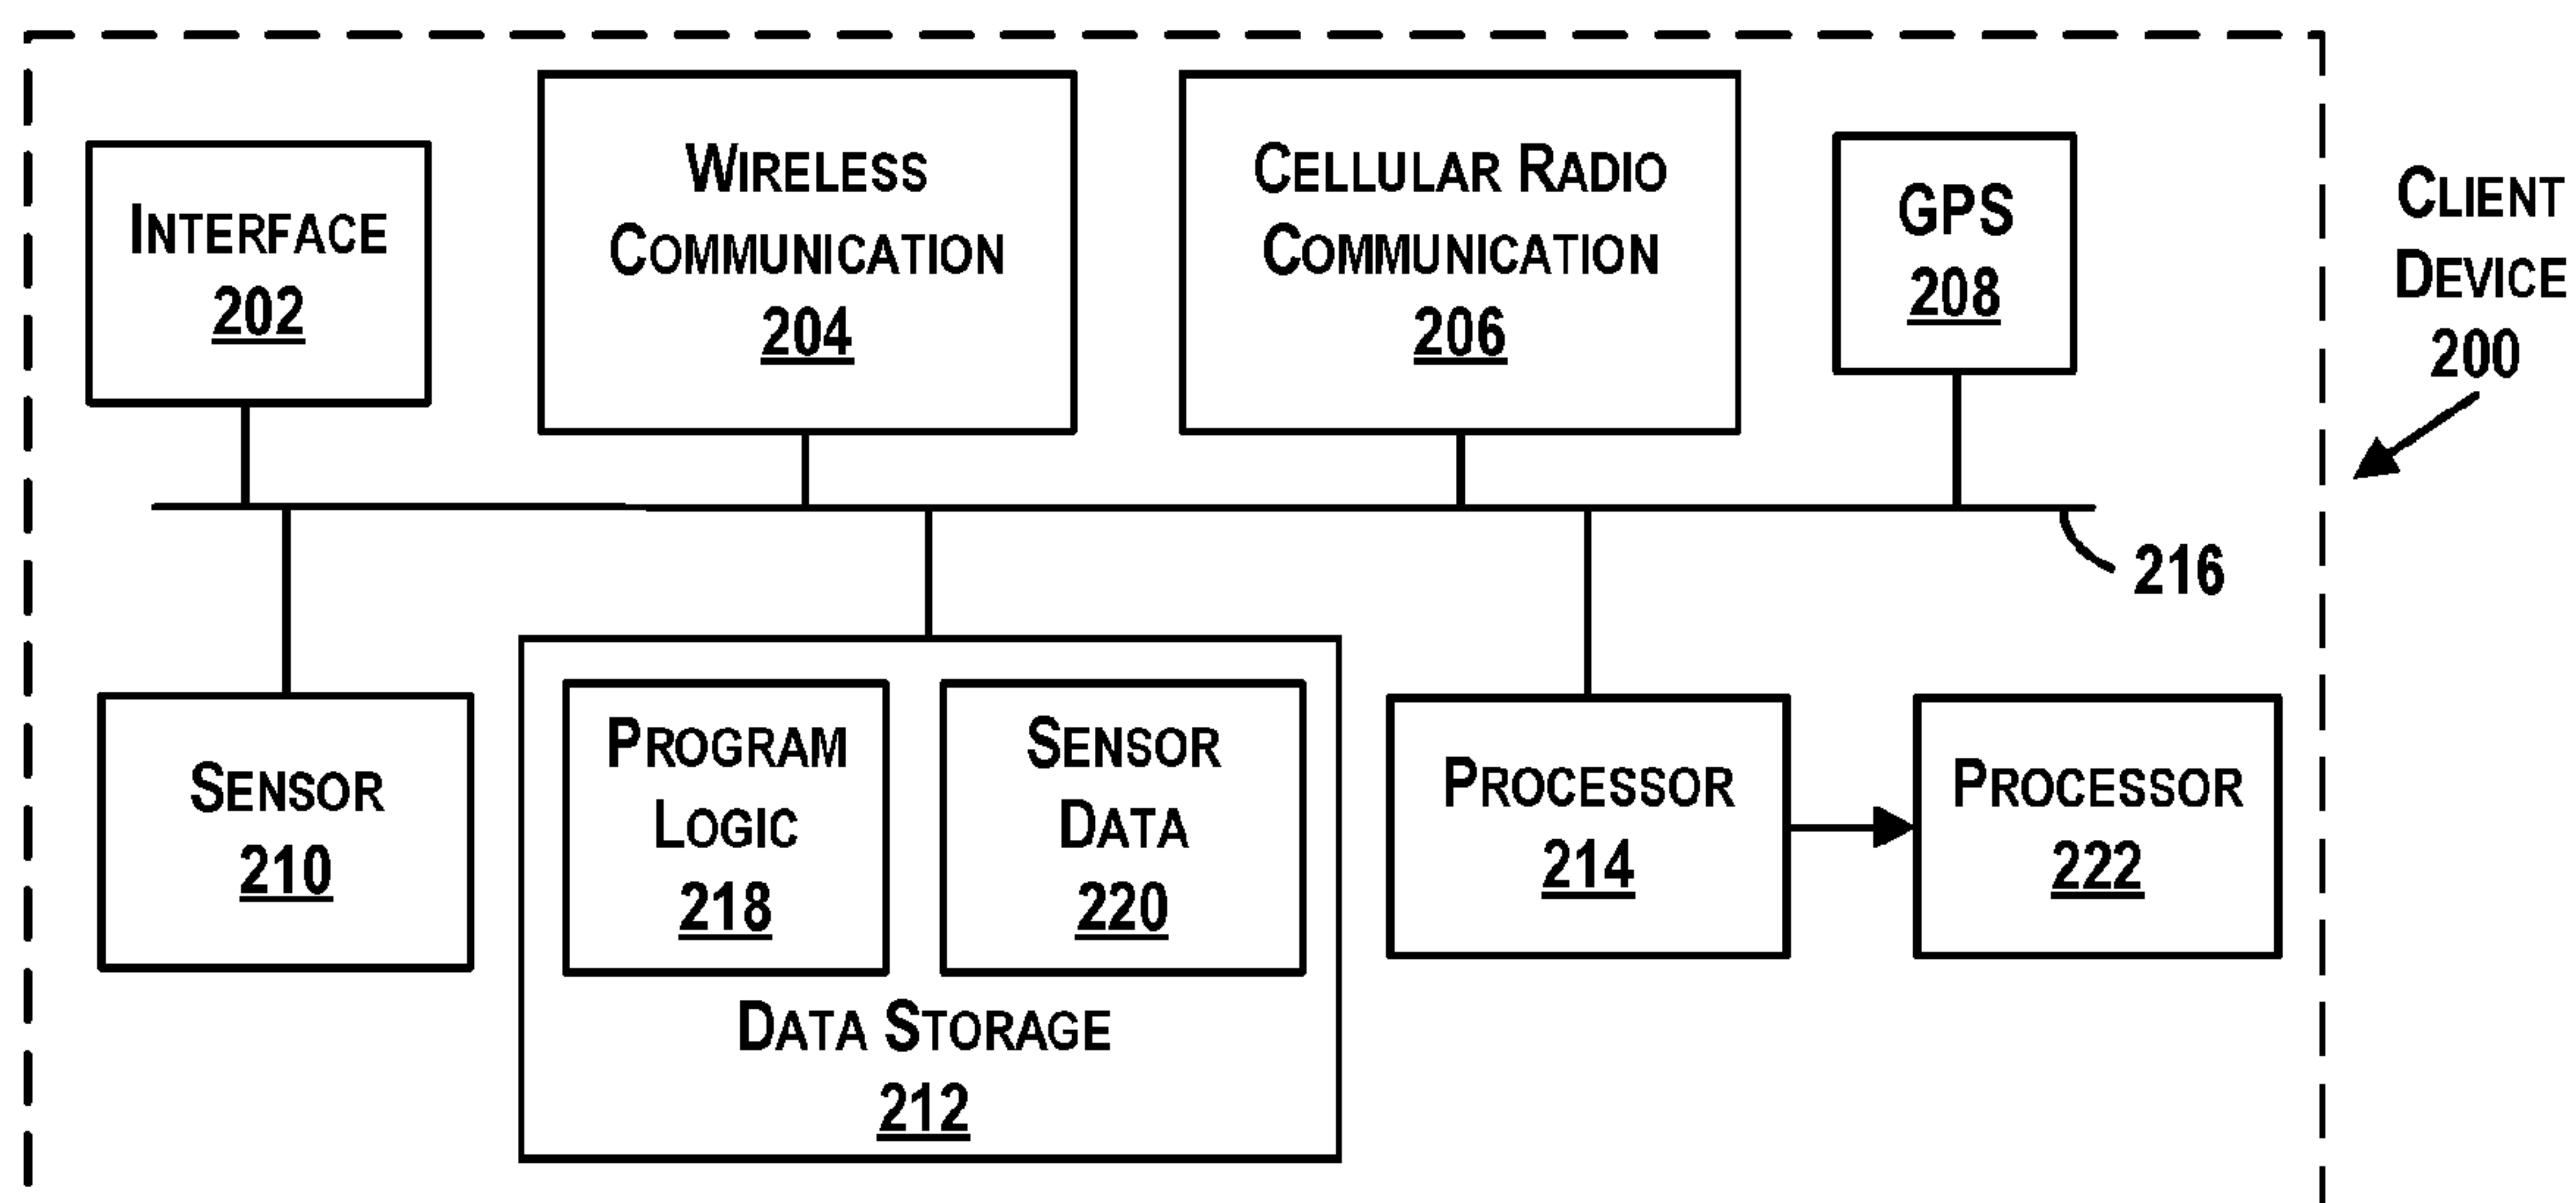 INTERFACE
202
WIRELESS
COMMUNICATION
204
CELLULAR RADIO
COMMUNICATION
206
GPS
208
CLIENT
DEVICE
200
216
SENSOR
210
PROGRAM
LOGIC
218
SENSOR
DATA
220
DATA STORAGE
212
PROCESSOR
214
PROCESSOR
222